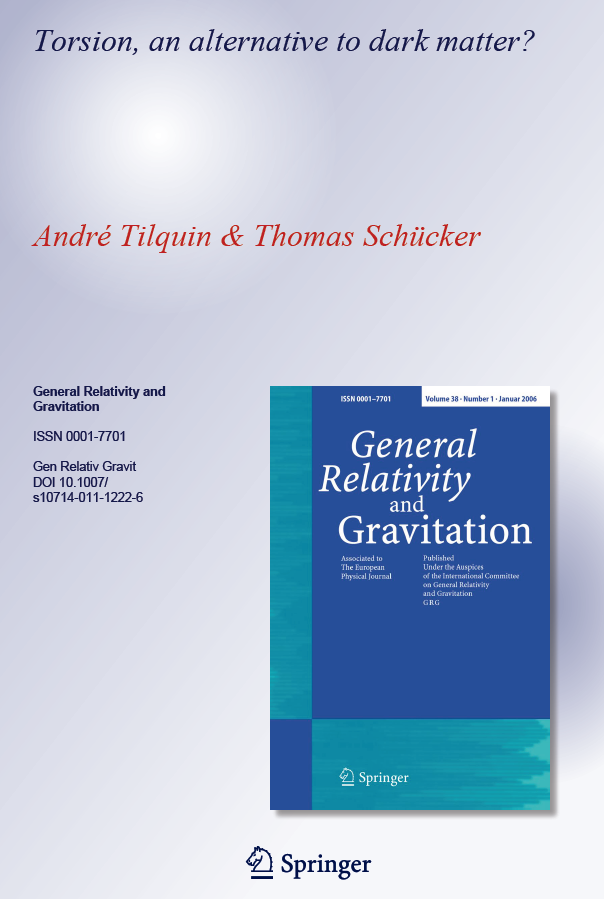 Torsion, an alternative to dark matter?
André Tilquin & Thomas Schücker
General Relativity and
Gravitation
ISSN 0001-7701
Gen Relativ Gravit
DOI 10.1007/
s10714-011-1222-6
ISSN 0001–7701
Volume 38 · Number 1 · Januar 2006
General
Relativity
and
Gravitation
Associated to
The European
Physical Journal
Published
Under the Auspices
of the International Committee
on General Relativity
and Gravitation
GRG
Springer
Springer